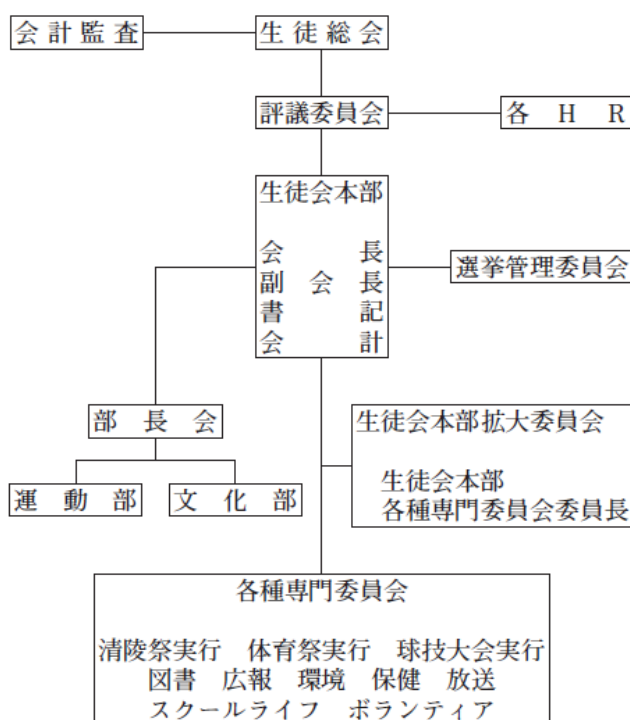 会計監査
生徒総会
評議委員会
各HR
生徒会本部
会長
副会長
書記
会計
選挙管理委員会
部長会
運動部
文化部
生徒会本部拡大委員会
生徒会本部
各種専門委員会委員長
各種専門委員会
清陵祭実行 体育祭実行 球技大会実行
図書 広報 環境 保健 放送
スクールライフ ボランティア